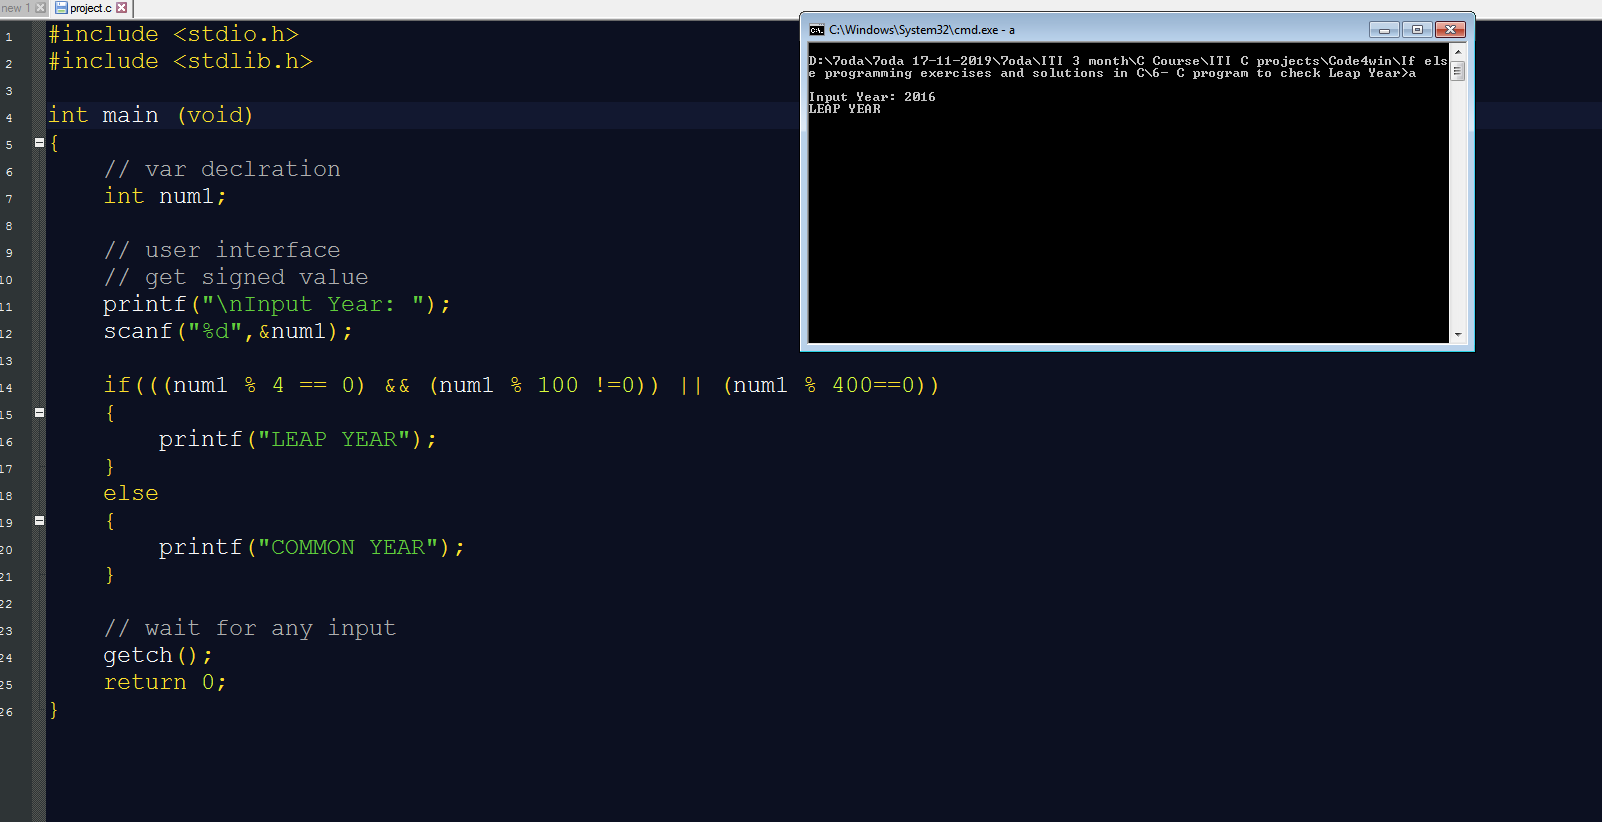 new 1
project.c
1 #include <stdio.h>
2 #include <stdlib.h>
3
4 int main (void)
5 {
6 // var declration
7 int num1;
8
9 // user interface
10 // get signed value
11 printf("\nInput Year: ");
12 scanf("%d",&num1);
13
14 if(((num1 % 4 == 0) && (num1 % 100 !=0)) || (num1 % 400==0))
15 {
16 printf("LEAP YEAR");
17 }
18 else
19 {
20 printf("COMMON YEAR");
21 }
22
23 // wait for any input
24 getch();
25 return 0;
26 }
C:\Windows\System32\cmd.exe - a
D:\7oda\7oda 17-11-2019\7oda\ITI 3 month\C Course\ITI C projects\Code4win\If els
e programming exercises and solutions in C\6- C program to check Leap Year>a
Input Year: 2016
LEAP YEAR